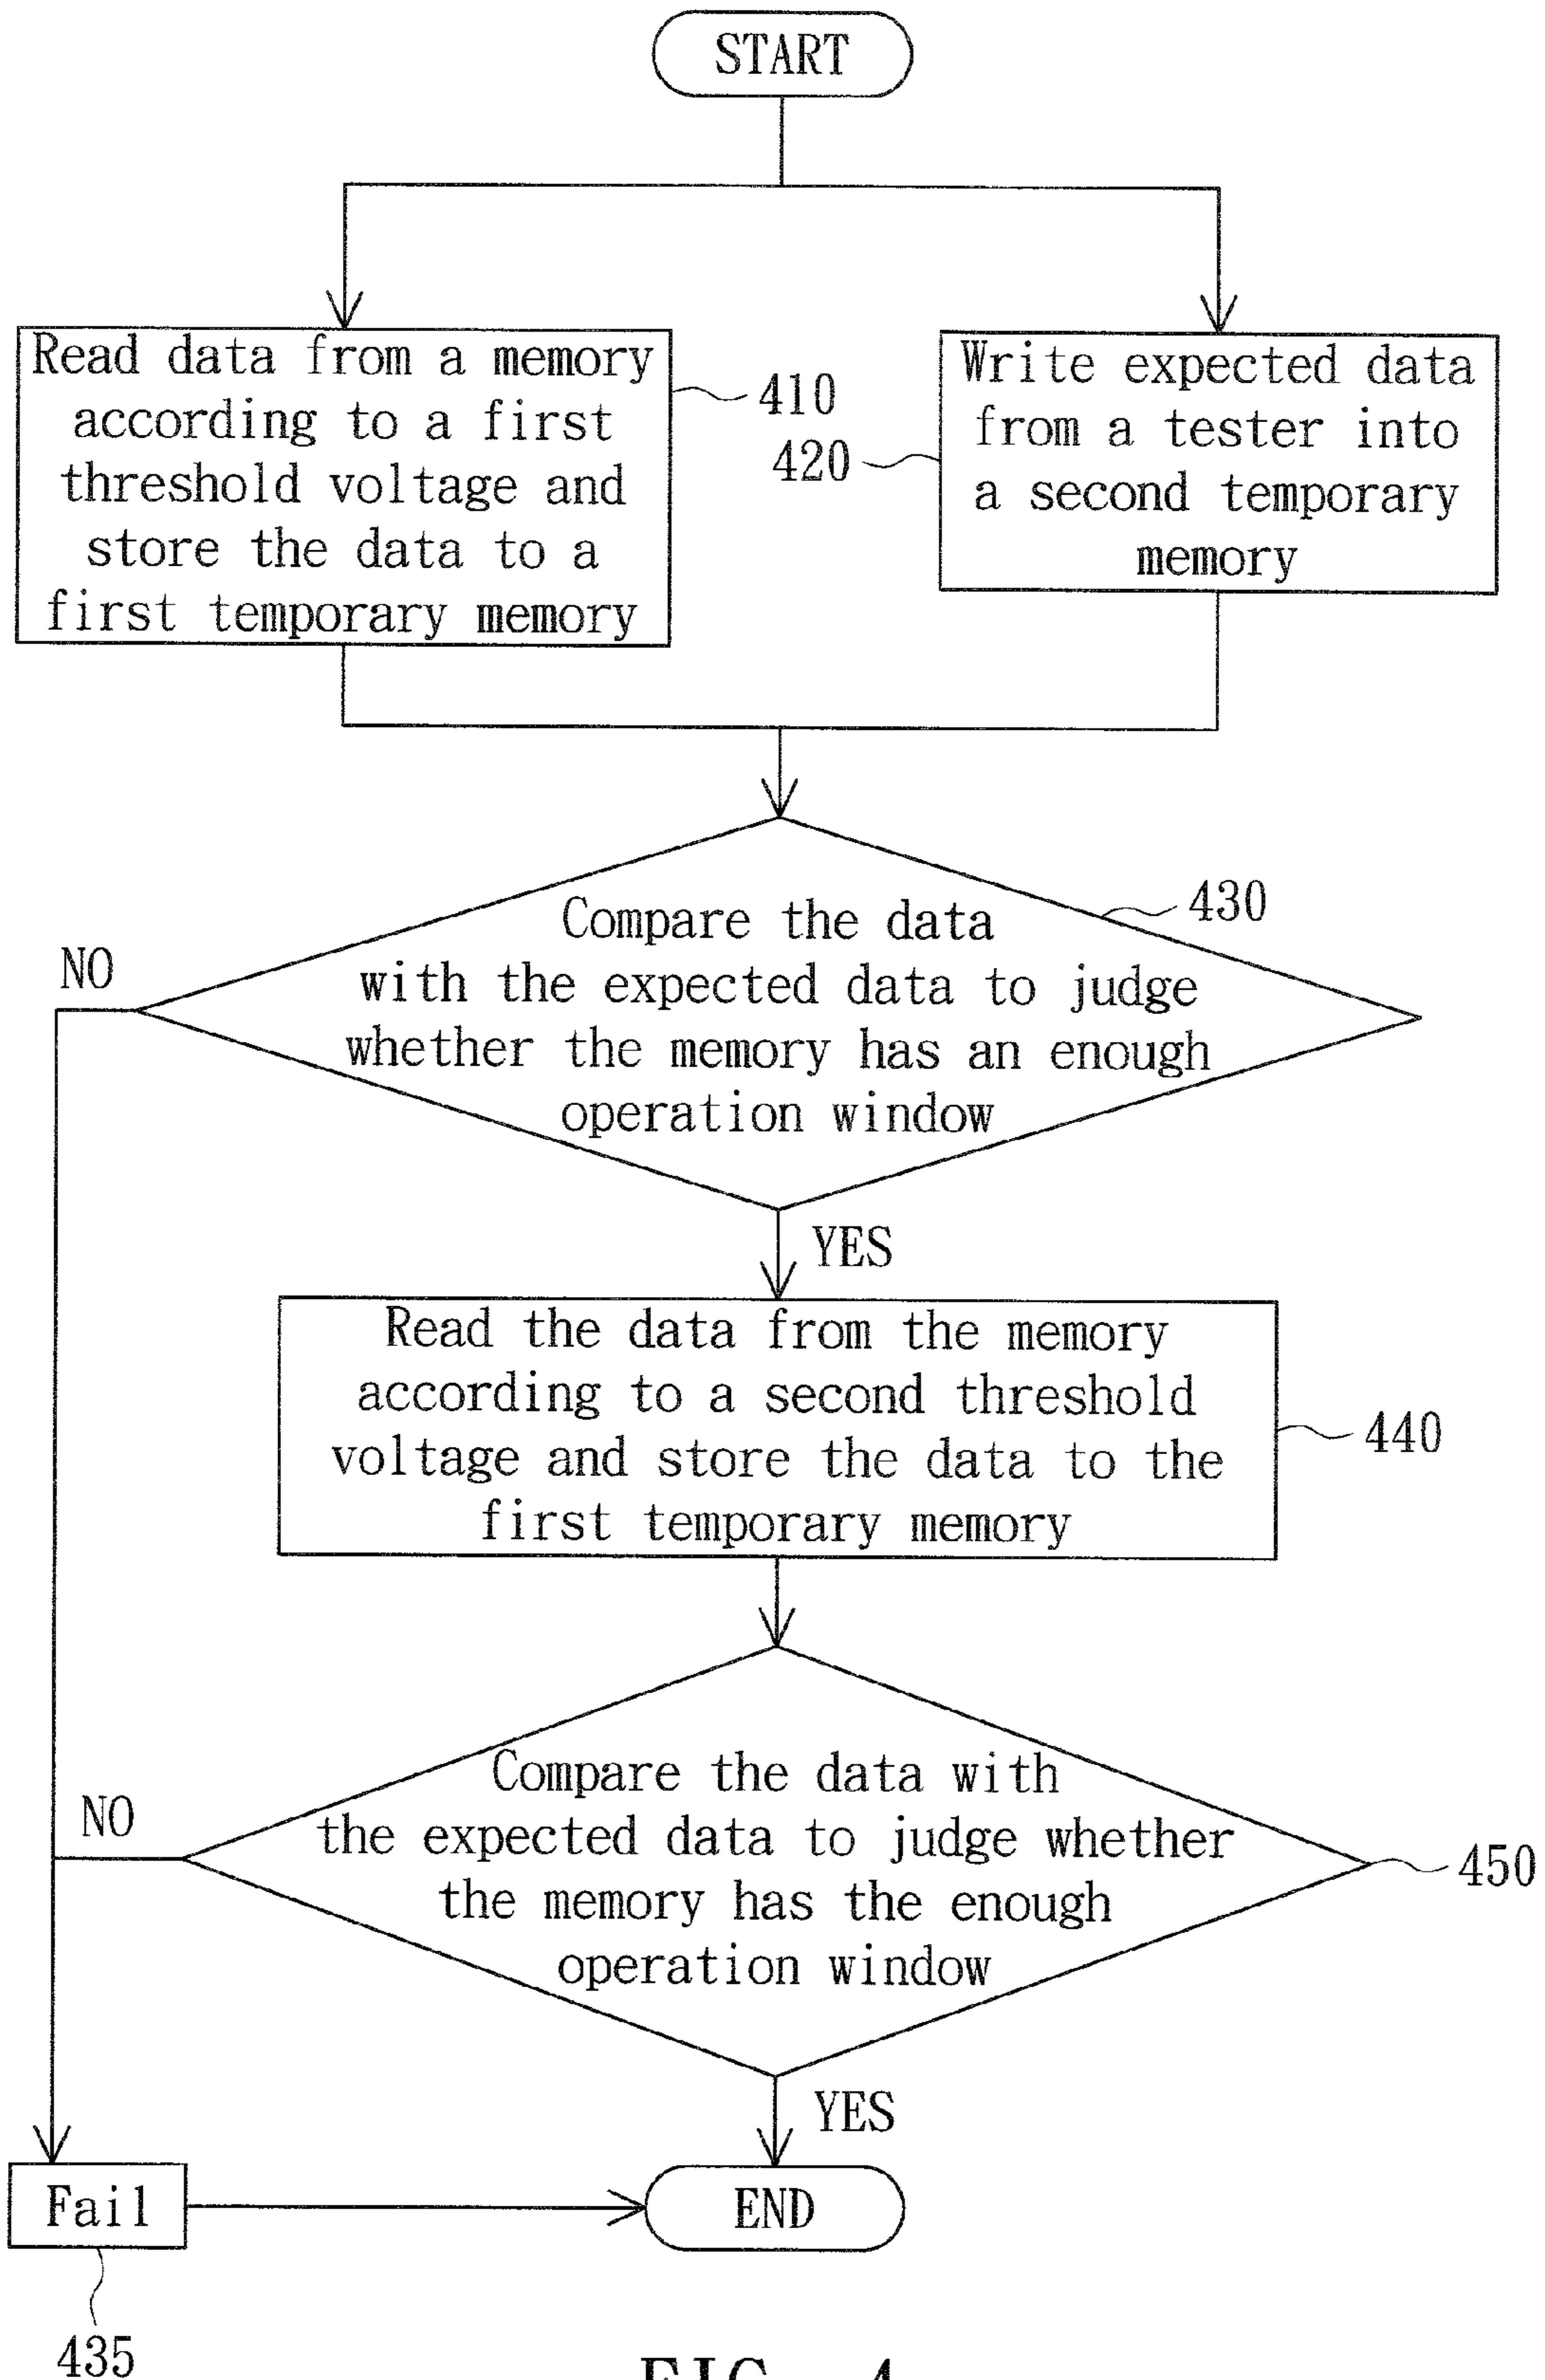 START
Read data from a memory
according to a first
threshold voltage and
store the data to a
first temporary memory
410
Write expected data
from a tester into
a second temporary
memory
420
Compare the data
with the expected data to judge
whether the memory has an enough
operation window
430
NO
YES
Read the data from the memory
according to a second threshold
voltage and store the data to the
first temporary memory
440
Compare the data with
the expected data to judge whether
the memory has the enough
operation window
450
NO
YES
Fail
END
435
FIG. 4